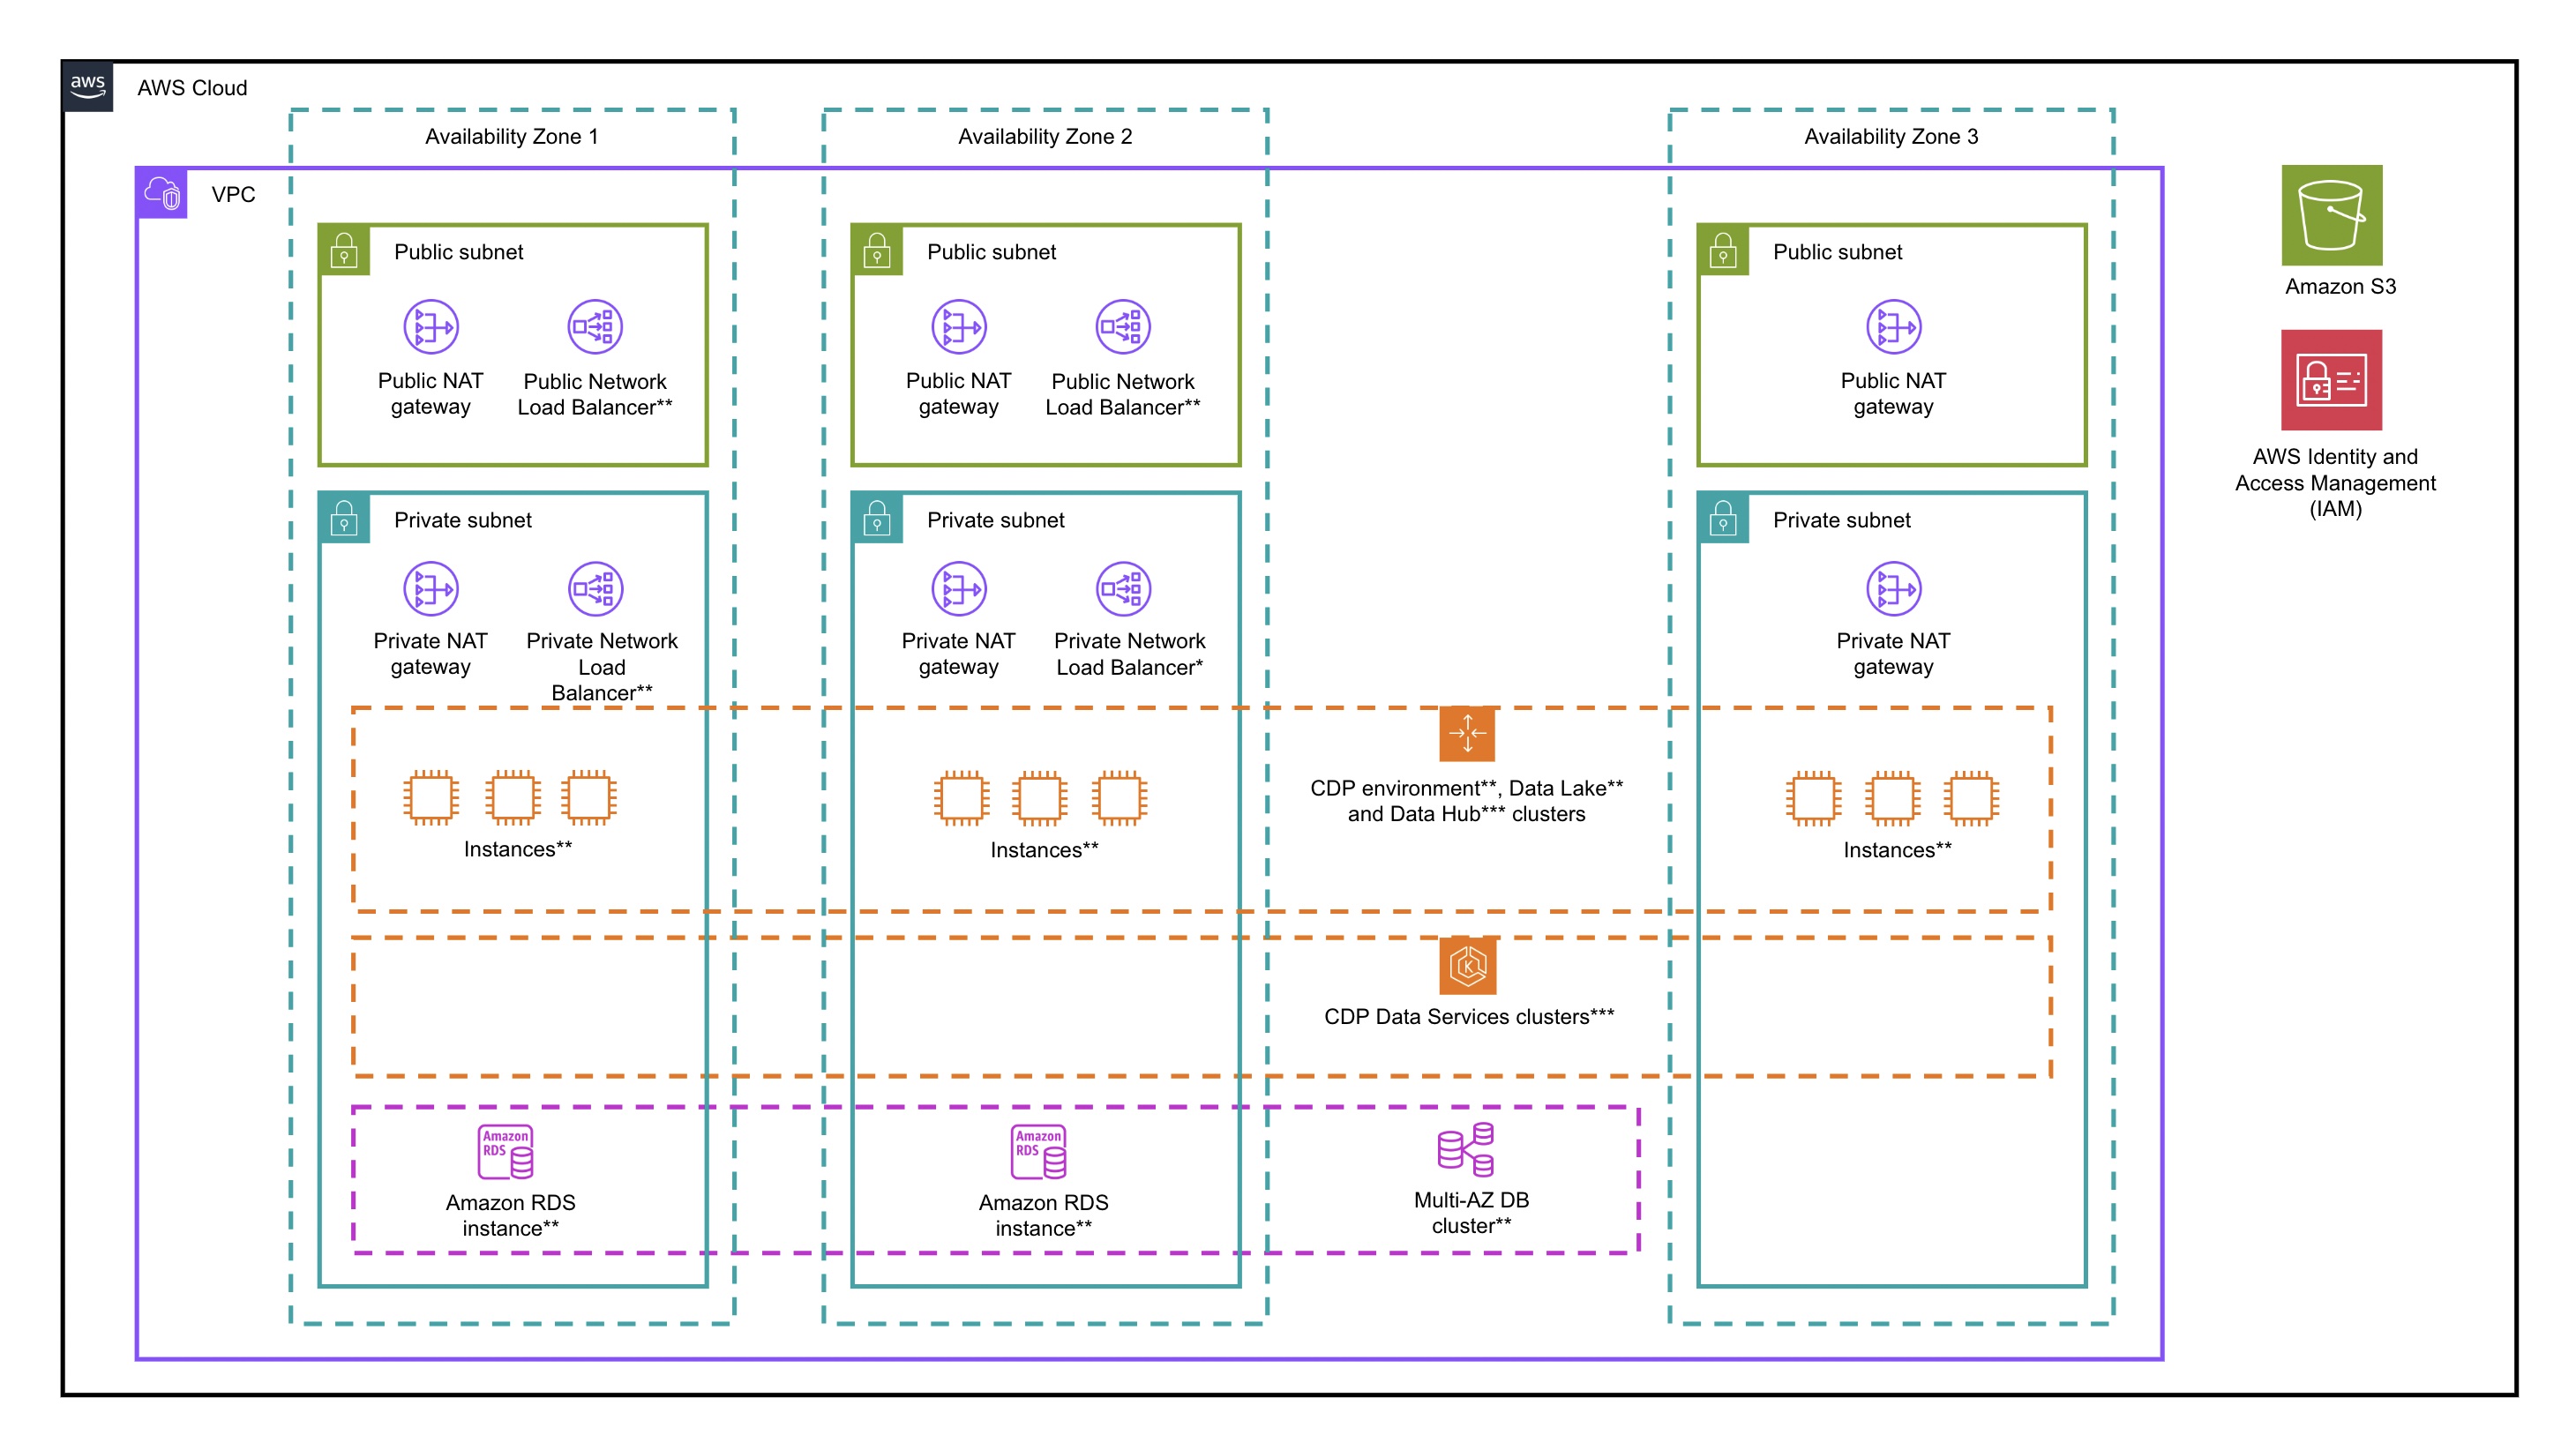 aws
AWS Cloud
Availability Zone 1
Availability Zone 2
Availability Zone 3
VPC
Public subnet
Public NAT
gateway
Public Network
Load Balancer**
Public subnet
Public NAT
gateway
Public Network
Load Balancer**
Public subnet
Public NAT
gateway
Amazon S3
AWS Identity and
Access Management
(IAM)
Private subnet
Private NAT
gateway
Private Network
Load
Balancer**
Private subnet
Private NAT
gateway
Private Network
Load Balancer*
Private subnet
Private NAT
gateway
Instances**
Instances**
CDP environment**, Data Lake**
and Data Hub*** clusters
Instances**
K
CDP Data Services clusters***
Amazon
RDS
Amazon RDS
instance**
Amazon
RDS
Amazon RDS
instance**
Multi-AZ DB
cluster**